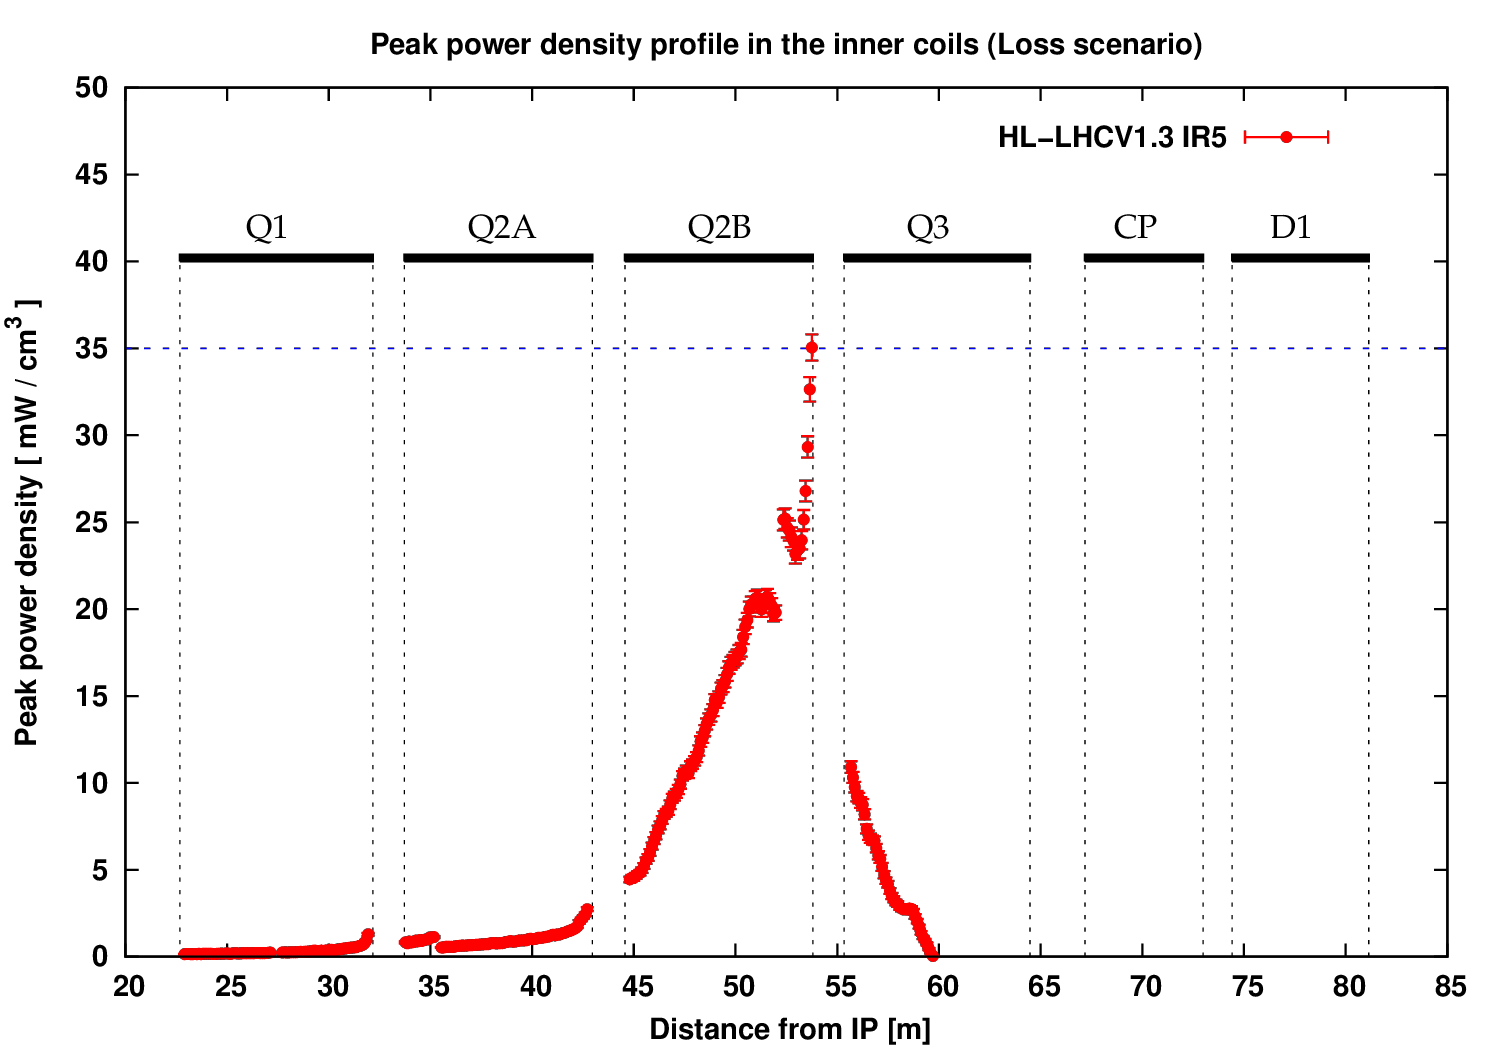 Peak power density profile in the inner coils (Loss scenario)
HL−LHCV1.3 IR5
Q1 Q2A Q2B Q3 CP D1
Peak power density [ mW / cm³ ]
50
45
40
35
30
25
20
15
10
5
0
20 25 30 35 40 45 50 55 60 65 70 75 80 85
Distance from IP [m]